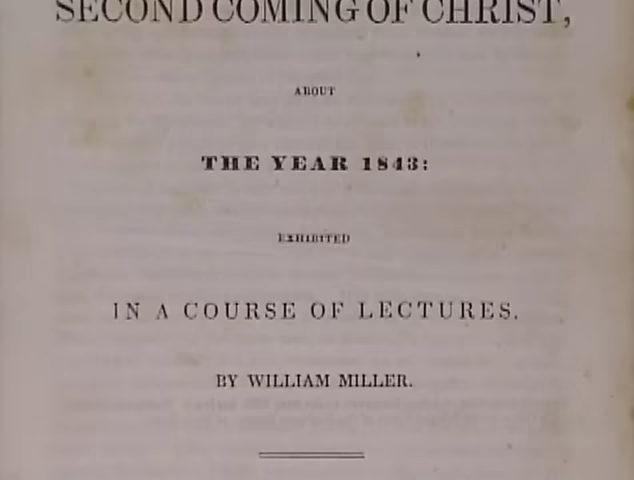 SECOND COMING OF CHRIST,
ABOUT
THE YEAR 1843:
EXHIBITED
IN A COURSE OF LECTURES.
BY WILLIAM MILLER.